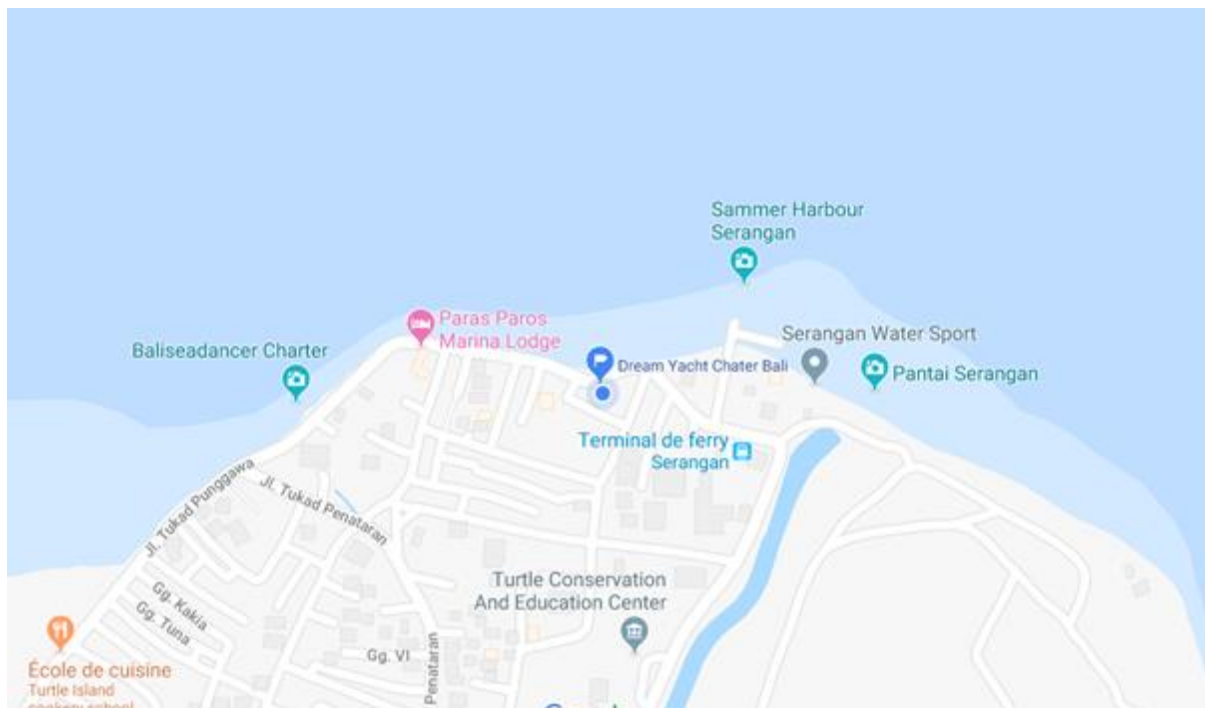 Sammer Harbour
Serangan
Paras Paros
Marina Lodge
Serangan Water Sport
Baliseadancer Charter
Dream Yacht Chater Bali
Pantai Serangan
Terminal de ferry
Serangan
Jl. Tukad Punggawa
Jl. Tukad Penataran
Turtle Conservation
And Education Center
Gg. Kakia
Gg. Tuna
Gg. VI
Penataran
École de cuisine
Turtle Island
cookery school